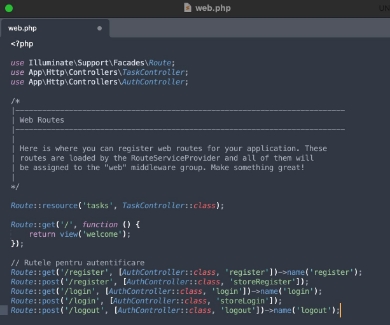 web.php
UN
web.php
<?php
use Illuminate\Support\Facades\Route;
use App\Http\Controllers\TaskController;
use App\Http\Controllers\AuthController;
/*
|--------------------------------------------------------------------------
| Web Routes
|--------------------------------------------------------------------------
|
| Here is where you can register web routes for your application. These
| routes are loaded by the RouteServiceProvider and all of them will
| be assigned to the "web" middleware group. Make something great!
|
*/
Route::resource('tasks', TaskController::class);
Route::get('/', function () {
    return view('welcome');
});
// Rutele pentru autentificare
Route::get('/register', [AuthController::class, 'register'])->name('register');
Route::post('/register', [AuthController::class, 'storeRegister']);
Route::get('/login', [AuthController::class, 'login'])->name('login');
Route::post('/login', [AuthController::class, 'storeLogin']);
Route::post('/logout', [AuthController::class, 'logout'])->name('logout');